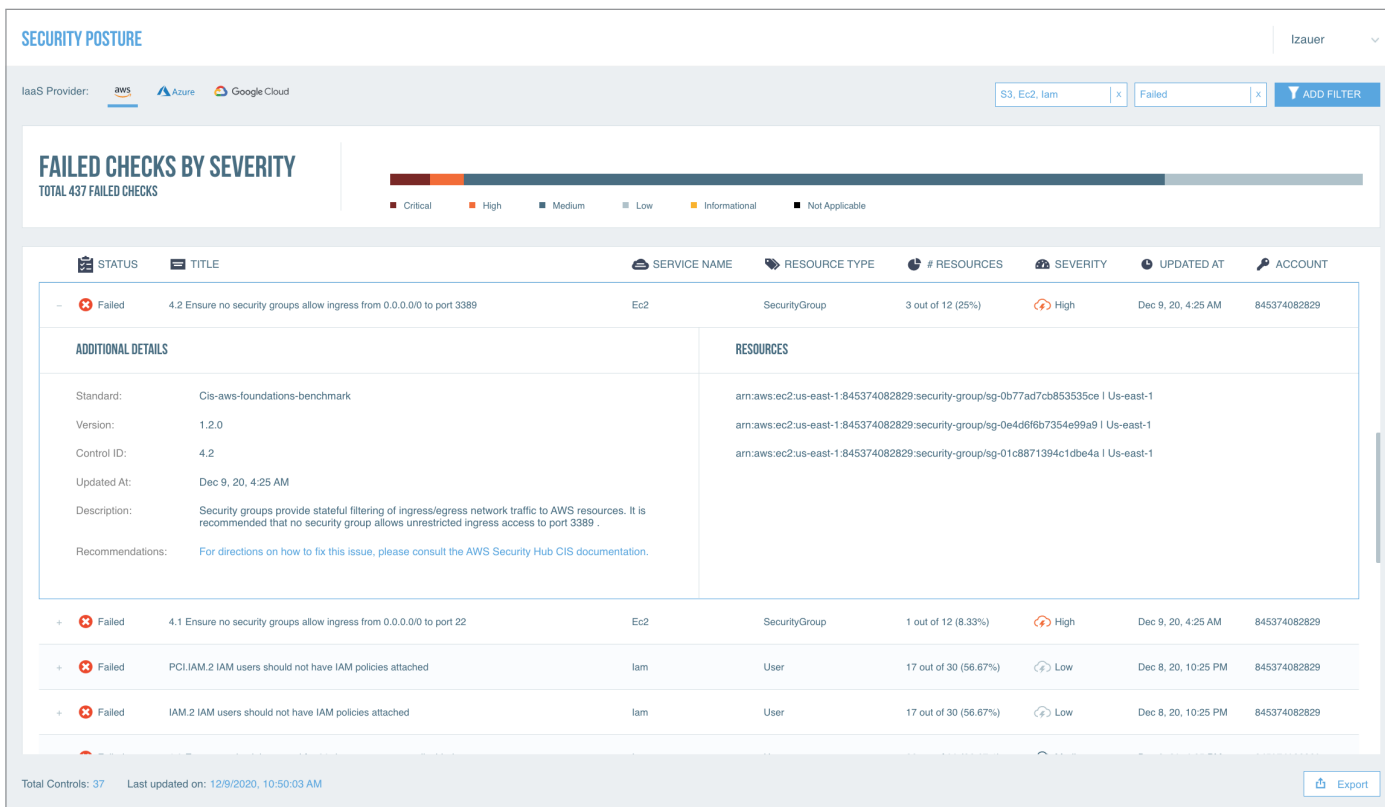 SECURITY POSTURE
Izauer
IaaS Provider: aws Azure Google Cloud
S3, Ec2, Iam x Failed x ADD FILTER
FAILED CHECKS BY SEVERITY
TOTAL 437 FAILED CHECKS
Critical High Medium Low Informational Not Applicable
STATUS TITLE SERVICE NAME RESOURCE TYPE # RESOURCES SEVERITY UPDATED AT ACCOUNT
− Failed 4.2 Ensure no security groups allow ingress from 0.0.0.0/0 to port 3389 Ec2 SecurityGroup 3 out of 12 (25%) High Dec 9, 20, 4:25 AM 845374082829
ADDITIONAL DETAILS
Standard: Cis-aws-foundations-benchmark
Version: 1.2.0
Control ID: 4.2
Updated At: Dec 9, 20, 4:25 AM
Description: Security groups provide stateful filtering of ingress/egress network traffic to AWS resources. It is
recommended that no security group allows unrestricted ingress access to port 3389 .
Recommendations: For directions on how to fix this issue, please consult the AWS Security Hub CIS documentation.
RESOURCES
arn:aws:ec2:us-east-1:845374082829:security-group/sg-0b77ad7cb853535ce | Us-east-1
arn:aws:ec2:us-east-1:845374082829:security-group/sg-0e4d6f6b7354e99a9 | Us-east-1
arn:aws:ec2:us-east-1:845374082829:security-group/sg-01c8871394c1dbe4a | Us-east-1
+ Failed 4.1 Ensure no security groups allow ingress from 0.0.0.0/0 to port 22 Ec2 SecurityGroup 1 out of 12 (8.33%) High Dec 9, 20, 4:25 AM 845374082829
+ Failed PCI.IAM.2 IAM users should not have IAM policies attached Iam User 17 out of 30 (56.67%) Low Dec 8, 20, 10:25 PM 845374082829
+ Failed IAM.2 IAM users should not have IAM policies attached Iam User 17 out of 30 (56.67%) Low Dec 8, 20, 10:25 PM 845374082829
Total Controls: 37 Last updated on: 12/9/2020, 10:50:03 AM
Export